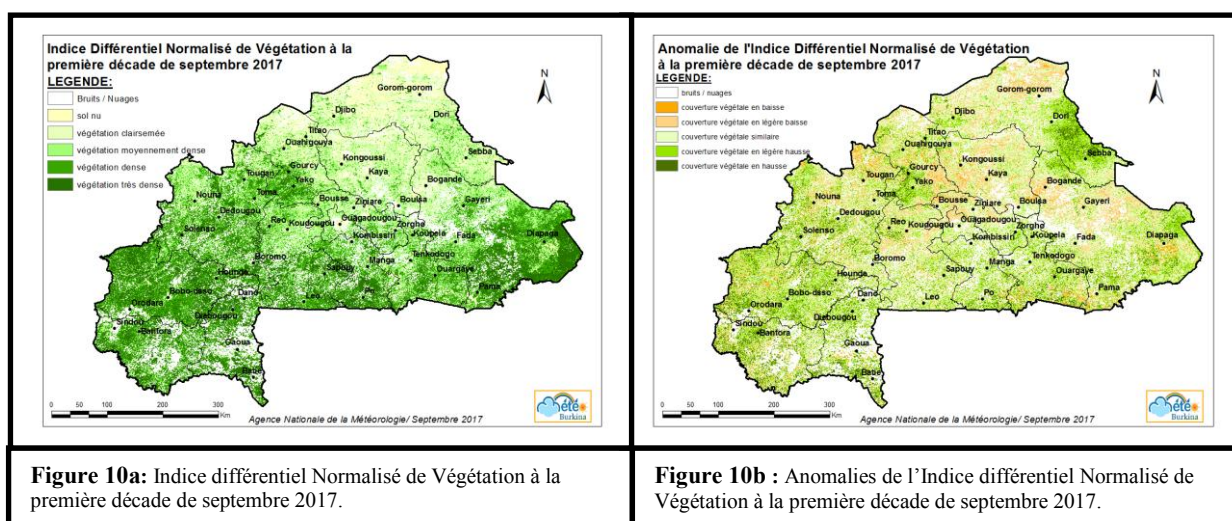 Indice Différentiel Normalisé de Végétation à la
première décade de septembre 2017
LEGENDE:
Bruits / Nuages
sol nu
végétation clairsemée
végétation moyennement dense
végétation dense
végétation très dense
N
Gorom-gorom
Djibo
Dori
Titao
Ouahigouya
Sebba
Kongoussi
Gourcy
Tougan
Kaya
Yako
Bogande
Toma
Nouna
Bousse
Ziniare
Boulsa
Gayeri
Dedougou
Reo
Koudougou
Ouagadougou
Zorgho
Solenso
Kombissiri
Koupela
Fada
Diapaga
Boromo
Manga
Tenkodogo
Hounde
Sapouy
Ouargaye
Bobo-daso
Dano
Pama
Orodara
Leo
Po
Diebougou
Sindou
Banfora
Gaoua
Batie
0 50 100 200 300
Km
Agence Nationale de la Météorologie/ Septembre 2017
été
Burkina
Anomalie de l'Indice Différentiel Normalisé de Végétation
à la première décade de septembre 2017
LEGENDE:
bruits / nuages
couverture végétale en baisse
couverture végétale en légère baisse
couverture végétale similaire
couverture végétale en légère hausse
couverture végétale en hausse
N
Gorom-gorom
Djibo
Dori
Titao
Ouahigouya
Sebba
Kongoussi
Gourcy
Tougan
Kaya
Yako
Bogande
Toma
Nouna
Bousse
Ziniare
Boulsa
Gayeri
Dedougou
Reo
Koudougou
Ouagadougou
Zorgho
Solenso
Kombissiri
Koupela
Fada
Diapaga
Boromo
Manga
Tenkodogo
Hounde
Sapouy
Ouargaye
Bobo-daso
Dano
Pama
Orodara
Leo
Po
Diebougou
Sindou
Banfora
Gaoua
Batie
0 50 100 200 300
Km
Agence Nationale de la Météorologie/ Septembre 2017
été
Burkina
Figure 10a: Indice différentiel Normalisé de Végétation à la
première décade de septembre 2017.
Figure 10b : Anomalies de l’Indice différentiel Normalisé de
Végétation à la première décade de septembre 2017.